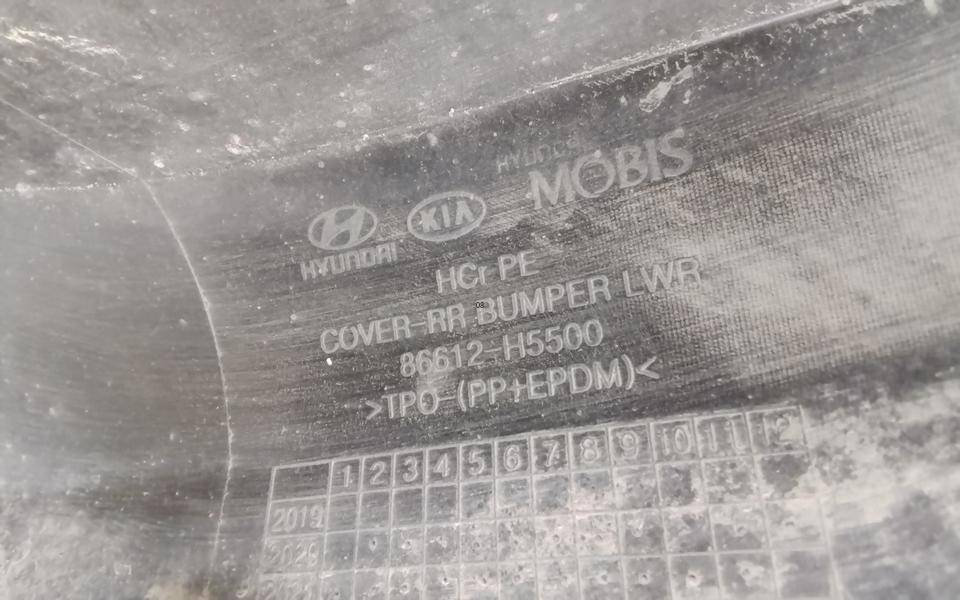 HYUNDAI
MOBIS
KIA
HYUNDAI
HCr PE
COVER-RR BUMPER LWR
86612-H5500
>TPO-(PP+EPDM)<
1 2 3 4 5 6 7 8 9 10 11 12
2019
2020